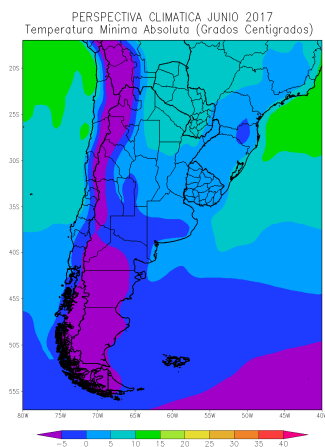 PERSPECTIVA CLIMATICA JUNIO 2017
Temperatura Minima Absoluta (Grados Centigrados)
20S
25S
30S
35S
40S
45S
50S
55S
80W 75W 70W 65W 60W 55W 50W 45W 40W
-5 0 5 10 15 20 25 30 35 40